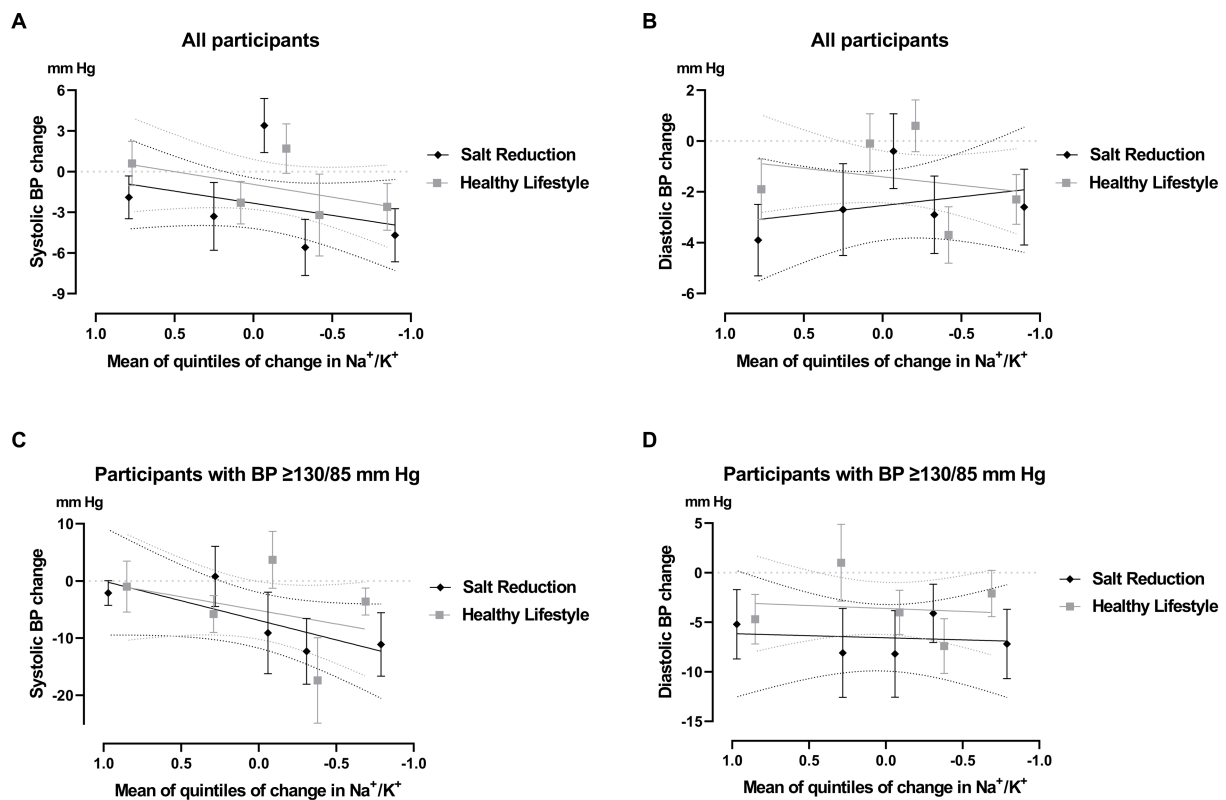 A
All participants
mm Hg
Systolic BP change
6
3
0
-3
-6
-9
1.0 0.5 0.0 -0.5 -1.0
Mean of quintiles of change in Na⁺/K⁺
Salt Reduction
Healthy Lifestyle
B
All participants
mm Hg
Diastolic BP change
2
0
-2
-4
-6
1.0 0.5 0.0 -0.5 -1.0
Mean of quintiles of change in Na⁺/K⁺
Salt Reduction
Healthy Lifestyle
C
Participants with BP ≥130/85 mm Hg
mm Hg
Systolic BP change
10
0
-10
-20
1.0 0.5 0.0 -0.5 -1.0
Mean of quintiles of change in Na⁺/K⁺
Salt Reduction
Healthy Lifestyle
D
Participants with BP ≥130/85 mm Hg
mm Hg
Diastolic BP change
5
0
-5
-10
-15
1.0 0.5 0.0 -0.5 -1.0
Mean of quintiles of change in Na⁺/K⁺
Salt Reduction
Healthy Lifestyle